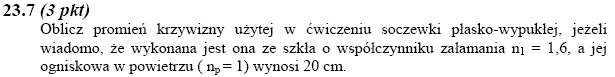 23.7 (3 pkt)
Oblicz promień krzywizny użytej w ćwiczeniu soczewki płasko-wypukłej, jeżeli
wiadomo, że wykonana jest ona ze szkła o współczynniku załamania n₁ = 1,6, a jej
ogniskowa w powietrzu ( nₚ = 1) wynosi 20 cm.